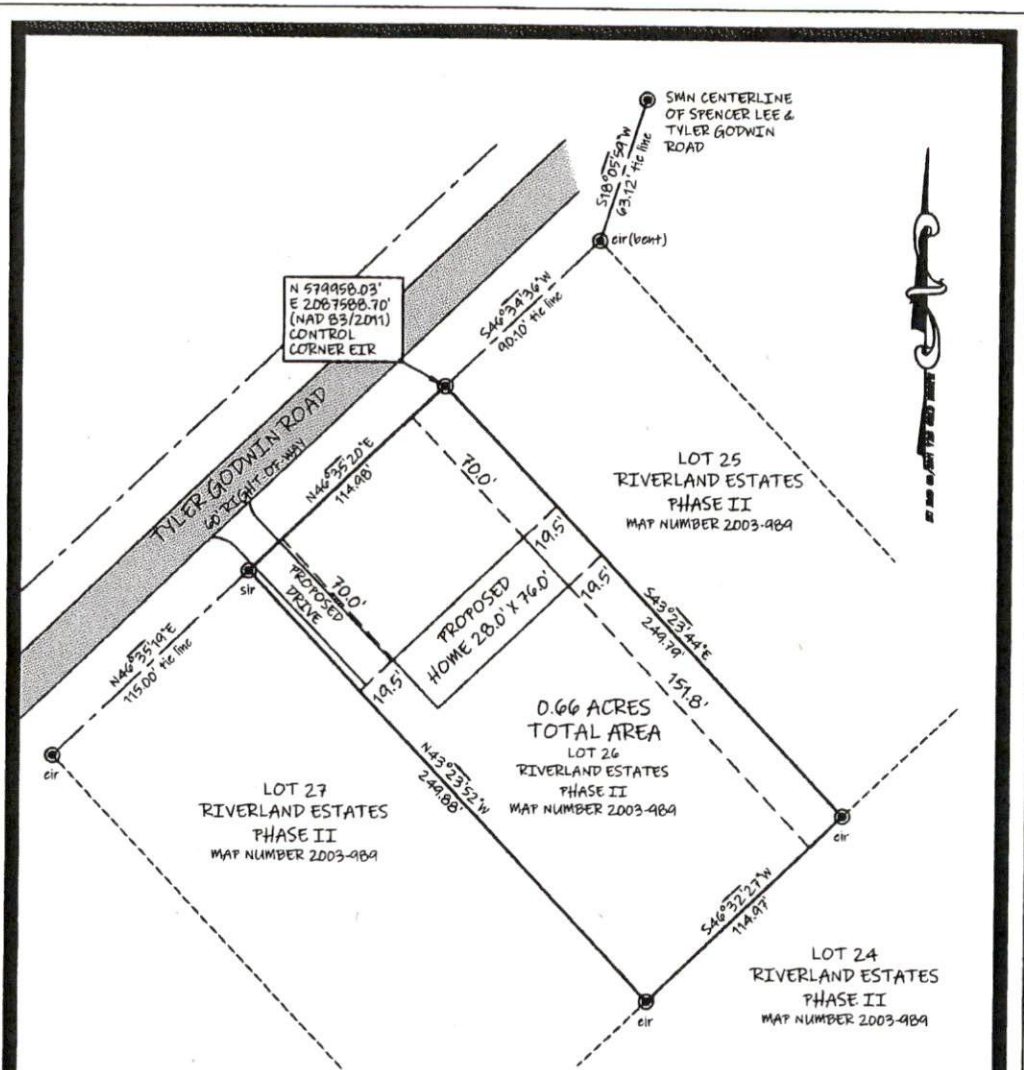 SMN CENTERLINE
OF SPENCER LEE &
TYLER GODWIN
ROAD
S18°05'59"W
63.12' tie line
eir(bent)
N 579958.03'
E 2087588.70'
(NAD 83/2011)
CONTROL
CORNER EIR
S46°34'36"W
90.10' tie line
TYLER GODWIN ROAD
60' RIGHT-OF-WAY
N46°35'20"E
114.98'
70.0'
LOT 25
RIVERLAND ESTATES
PHASE II
MAP NUMBER 2003-989
19.5'
19.5'
sir
PROPOSED
DRIVE
70.0'
PROPOSED
HOME 28.0' X 76.0'
S43°23'44"E
249.79'
N46°35'19"E
115.00' tie line
19.5'
151.8'
0.66 ACRES
TOTAL AREA
LOT 26
RIVERLAND ESTATES
PHASE II
MAP NUMBER 2003-989
eir
N43°23'52"W
249.88'
LOT 27
RIVERLAND ESTATES
PHASE II
MAP NUMBER 2003-989
eir
S46°32'27"W
114.97'
LOT 24
RIVERLAND ESTATES
PHASE II
MAP NUMBER 2003-989
eir